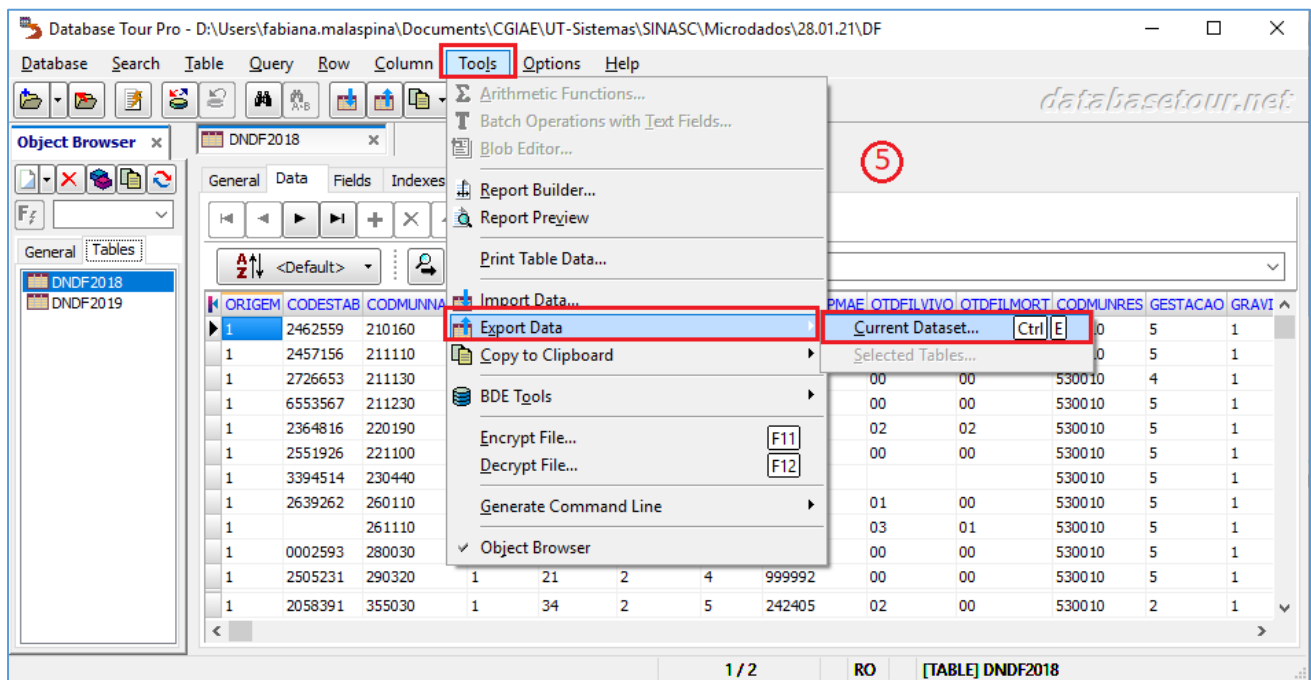 Database Tour Pro - D:\Users\fabiana.malaspina\Documents\CGIAE\UT-Sistemas\SINASC\Microdados\28.01.21\DF
Database Search Table Query Row Column Tools Options Help
databasetour.net
Object Browser
DNDF2018
General Data Fields Indexes
<Default>
General Tables
DNDF2018
DNDF2019
Arithmetic Functions...
Batch Operations with Text Fields...
Blob Editor...
Report Builder...
Report Preview
Print Table Data...
Import Data...
Export Data
Copy to Clipboard
BDE Tools
Encrypt File... F11
Decrypt File... F12
Generate Command Line
Object Browser
Current Dataset... Ctrl E
Selected Tables...
5
ORIGEM CODESTAB CODMUNNA PMAE QTDFILVIVO QTDFILMORT CODMUNRES GESTACAO GRAVI
1 2462559 210160 0 5 1
1 2457156 211110 0 5 1
1 2726653 211130 00 00 530010 4 1
1 6553567 211230 00 00 530010 5 1
1 2364816 220190 02 02 530010 5 1
1 2551926 221100 00 00 530010 5 1
1 3394514 230440 530010 5 1
1 2639262 260110 01 00 530010 5 1
1 261110 03 01 530010 5 1
1 0002593 280030 00 00 530010 5 1
1 2505231 290320 1 21 2 4 999992 00 00 530010 5 1
1 2058391 355030 1 34 2 5 242405 02 00 530010 2 1
1 / 2 RO [TABLE] DNDF2018